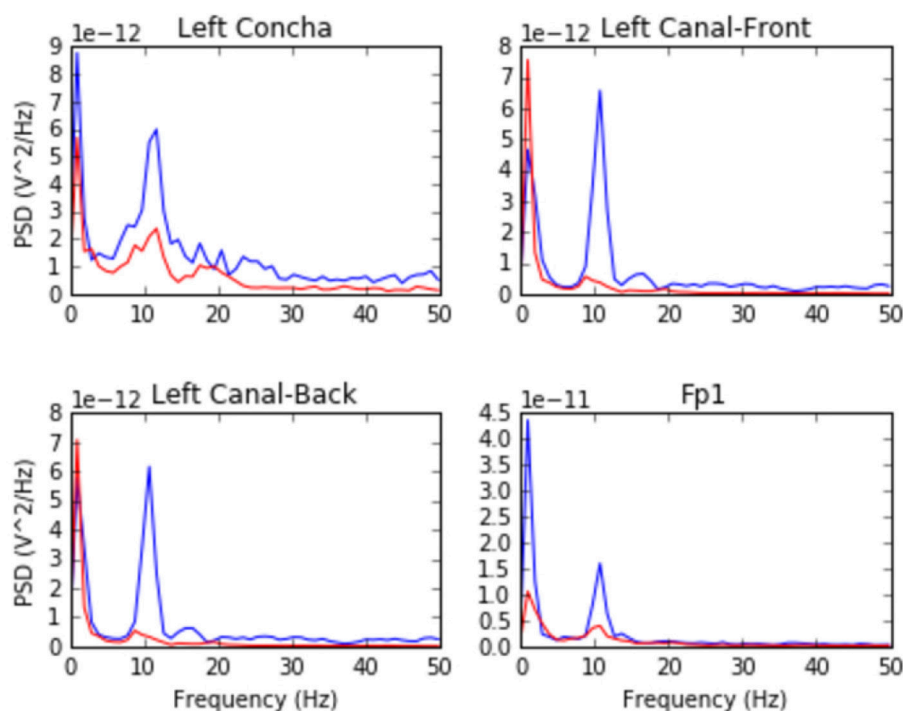 Left Concha
1e−12
PSD (V^2/Hz)
9
8
7
6
5
4
3
2
1
0
0 10 20 30 40 50
Left Canal-Front
1e−12
8
7
6
5
4
3
2
1
0
0 10 20 30 40 50
Left Canal-Back
1e−12
PSD (V^2/Hz)
8
7
6
5
4
3
2
1
0
0 10 20 30 40 50
Frequency (Hz)
Fp1
1e−11
4.5
4.0
3.5
3.0
2.5
2.0
1.5
1.0
0.5
0.0
0 10 20 30 40 50
Frequency (Hz)